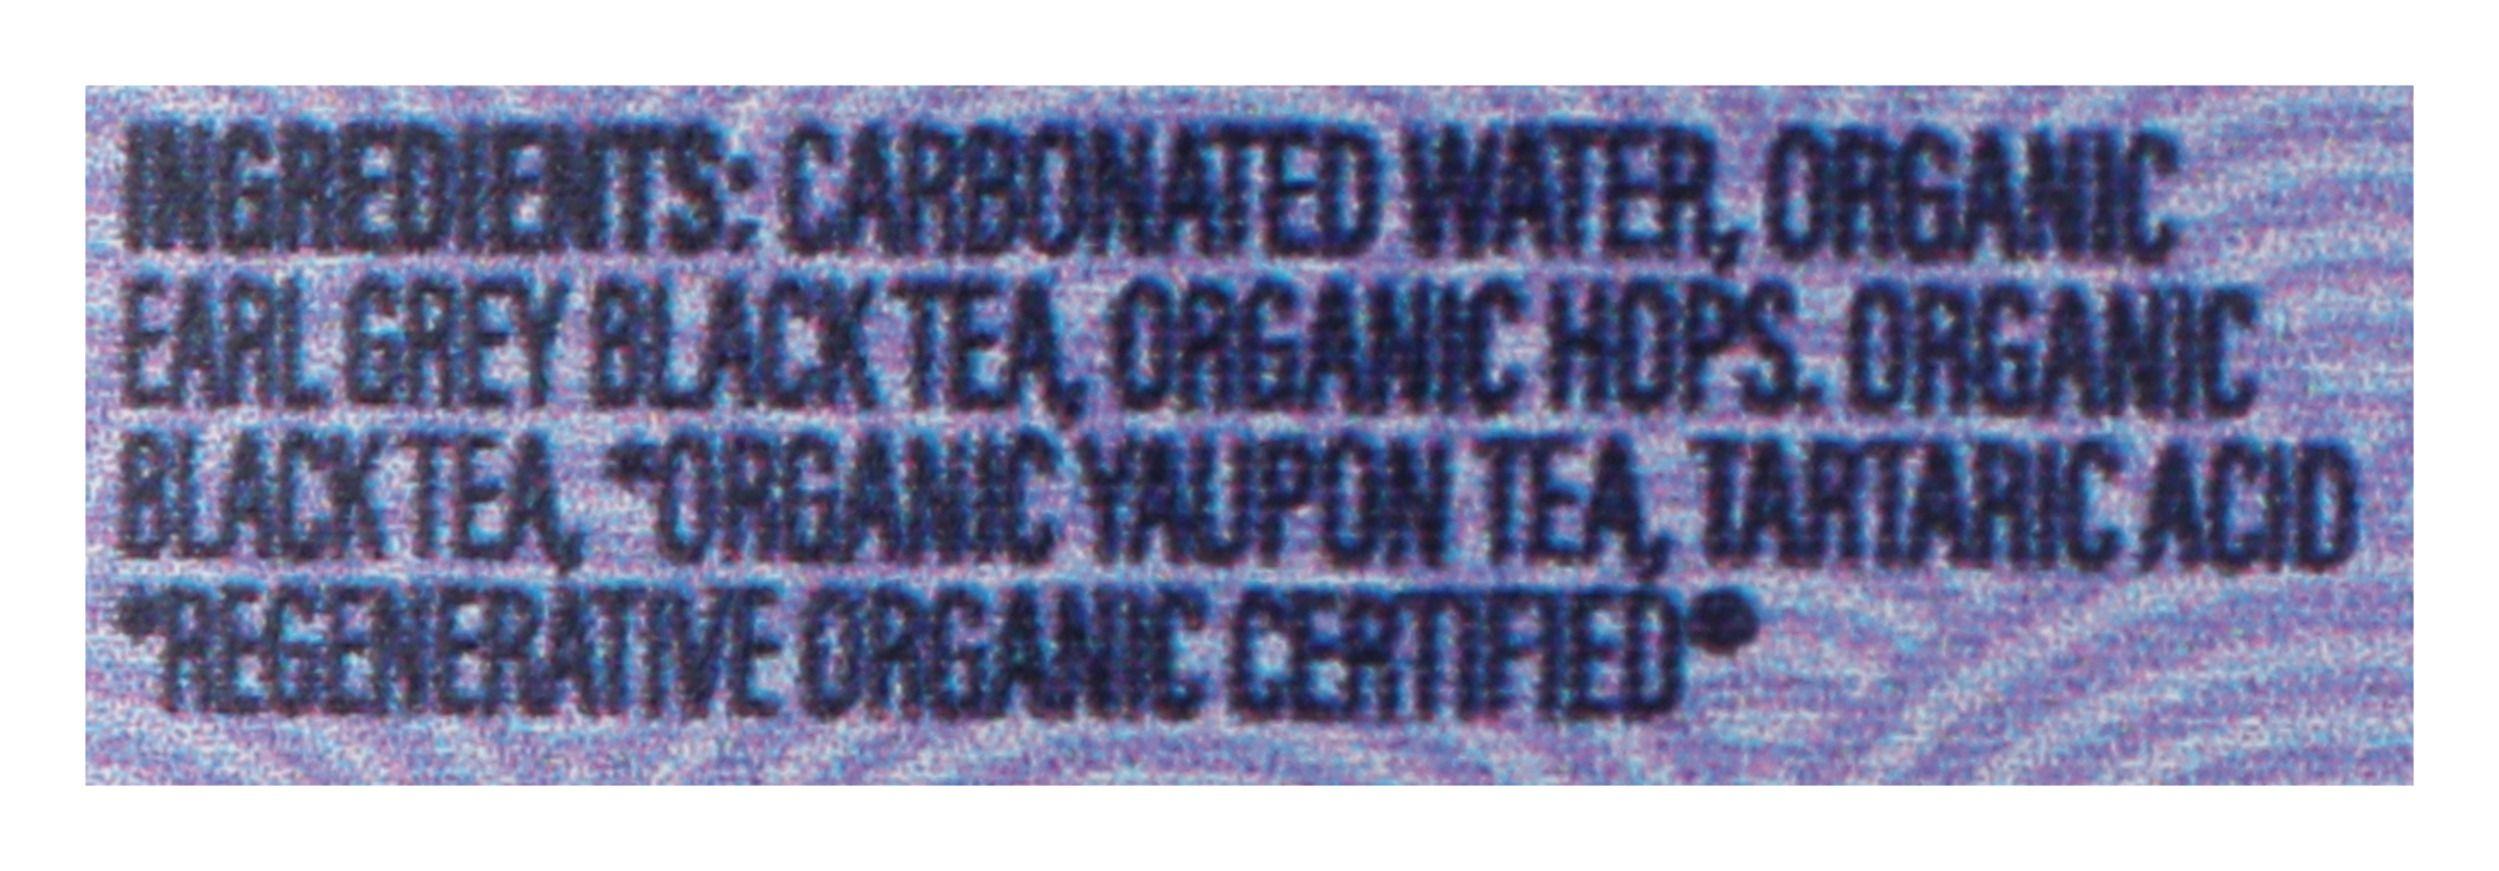 INGREDIENTS: CARBONATED WATER, ORGANIC
EARL GREY BLACK TEA, ORGANIC HOPS. ORGANIC
BLACK TEA, *ORGANIC YAUPON TEA, TARTARIC ACID
*REGENERATIVE ORGANIC CERTIFIED